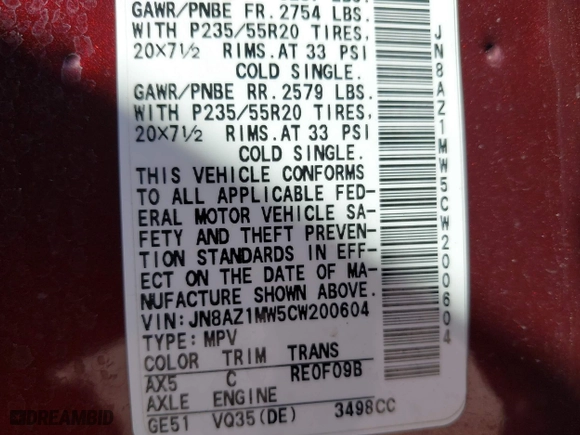 GAWR/PNBE FR. 2754 LBS.
WITH P235/55R20 TIRES,
20×7½ RIMS. AT 33 PSI
COLD SINGLE.
GAWR/PNBE RR. 2579 LBS.
WITH P235/55R20 TIRES,
20×7½ RIMS. AT 33 PSI
COLD SINGLE.
THIS VEHICLE CONFORMS
TO ALL APPLICABLE FED-
ERAL MOTOR VEHICLE SA-
FETY AND THEFT PREVEN-
TION STANDARDS IN EFF-
ECT ON THE DATE OF MA-
NUFACTURE SHOWN ABOVE.
VIN: JN8AZ1MW5CW200604
TYPE: MPV
COLOR TRIM TRANS
AX5 C RE0F09B
AXLE ENGINE
GE51 VQ35(DE) 3498CC
JN8AZ1MW5CW200604
DREAMBID